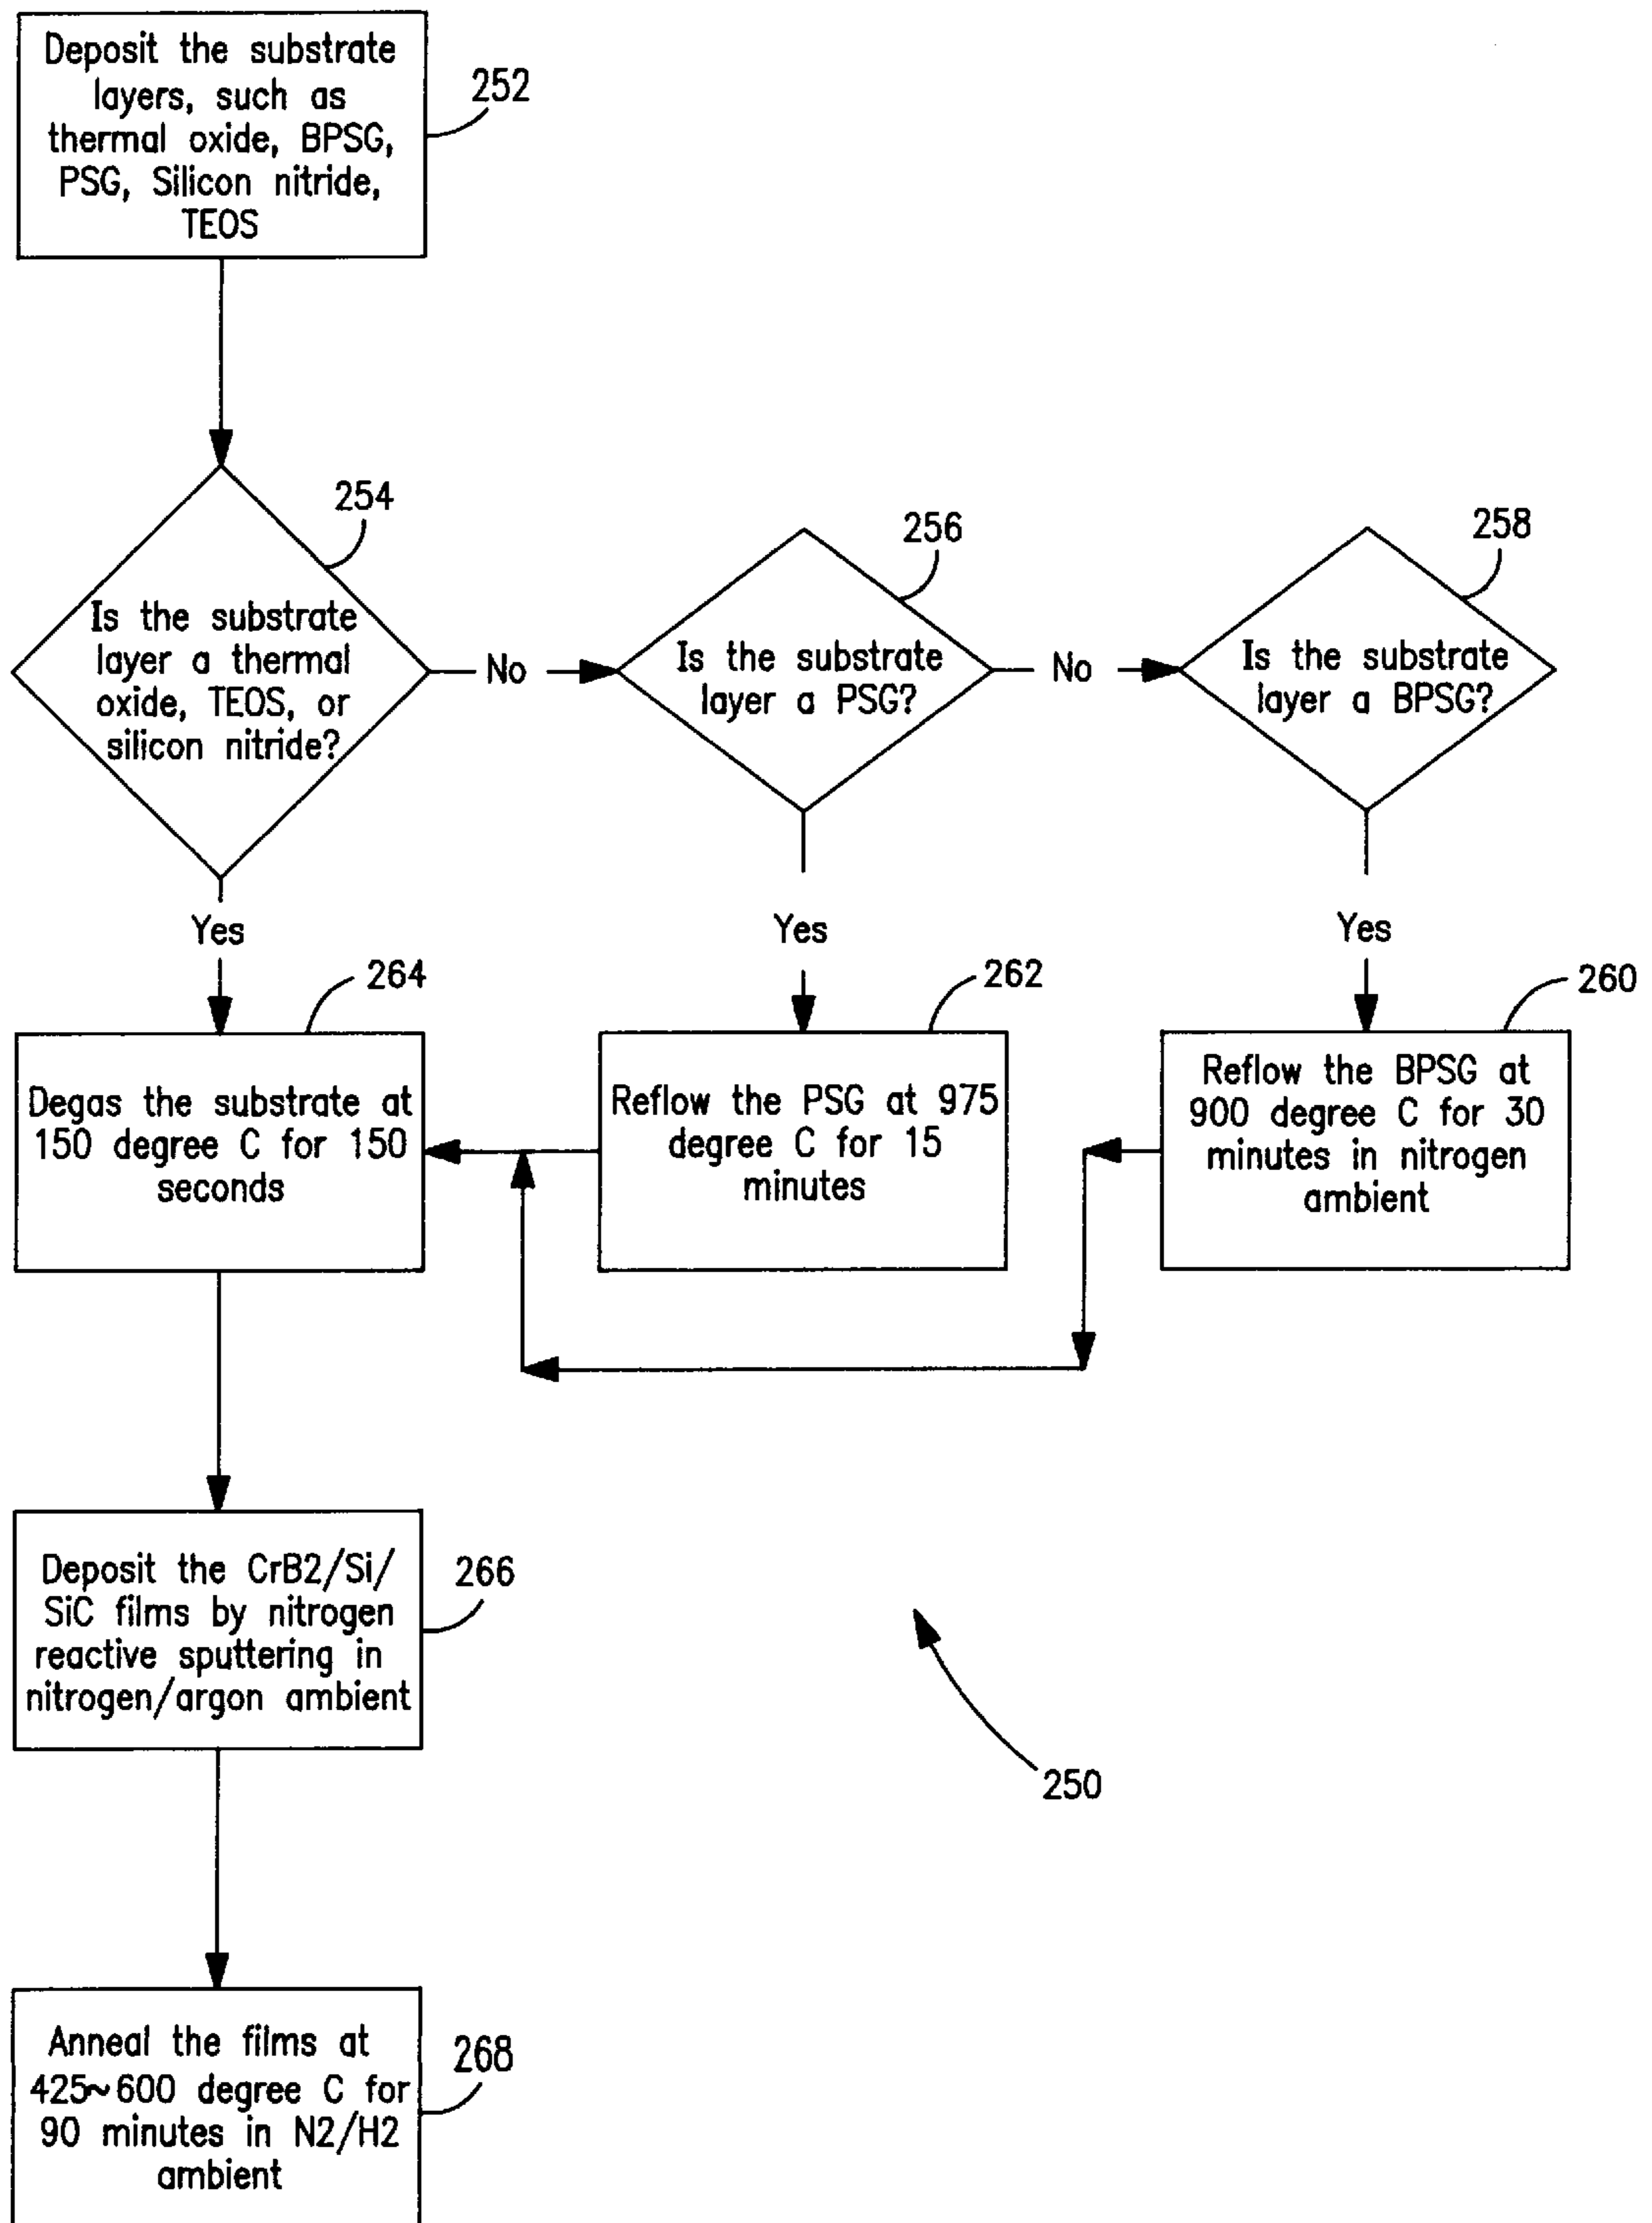 Deposit the substrate
layers, such as
thermal oxide, BPSG,
PSG, Silicon nitride,
TEOS
252
254
Is the substrate
layer a thermal
oxide, TEOS, or
silicon nitride?
No
256
Is the substrate
layer a PSG?
No
258
Is the substrate
layer a BPSG?
Yes
Yes
Yes
264
Degas the substrate at
150 degree C for 150
seconds
262
Reflow the PSG at 975
degree C for 15
minutes
260
Reflow the BPSG at
900 degree C for 30
minutes in nitrogen
ambient
Deposit the CrB2/Si/
SiC films by nitrogen
reactive sputtering in
nitrogen/argon ambient
266
250
Anneal the films at
425~600 degree C for
90 minutes in N2/H2
ambient
268